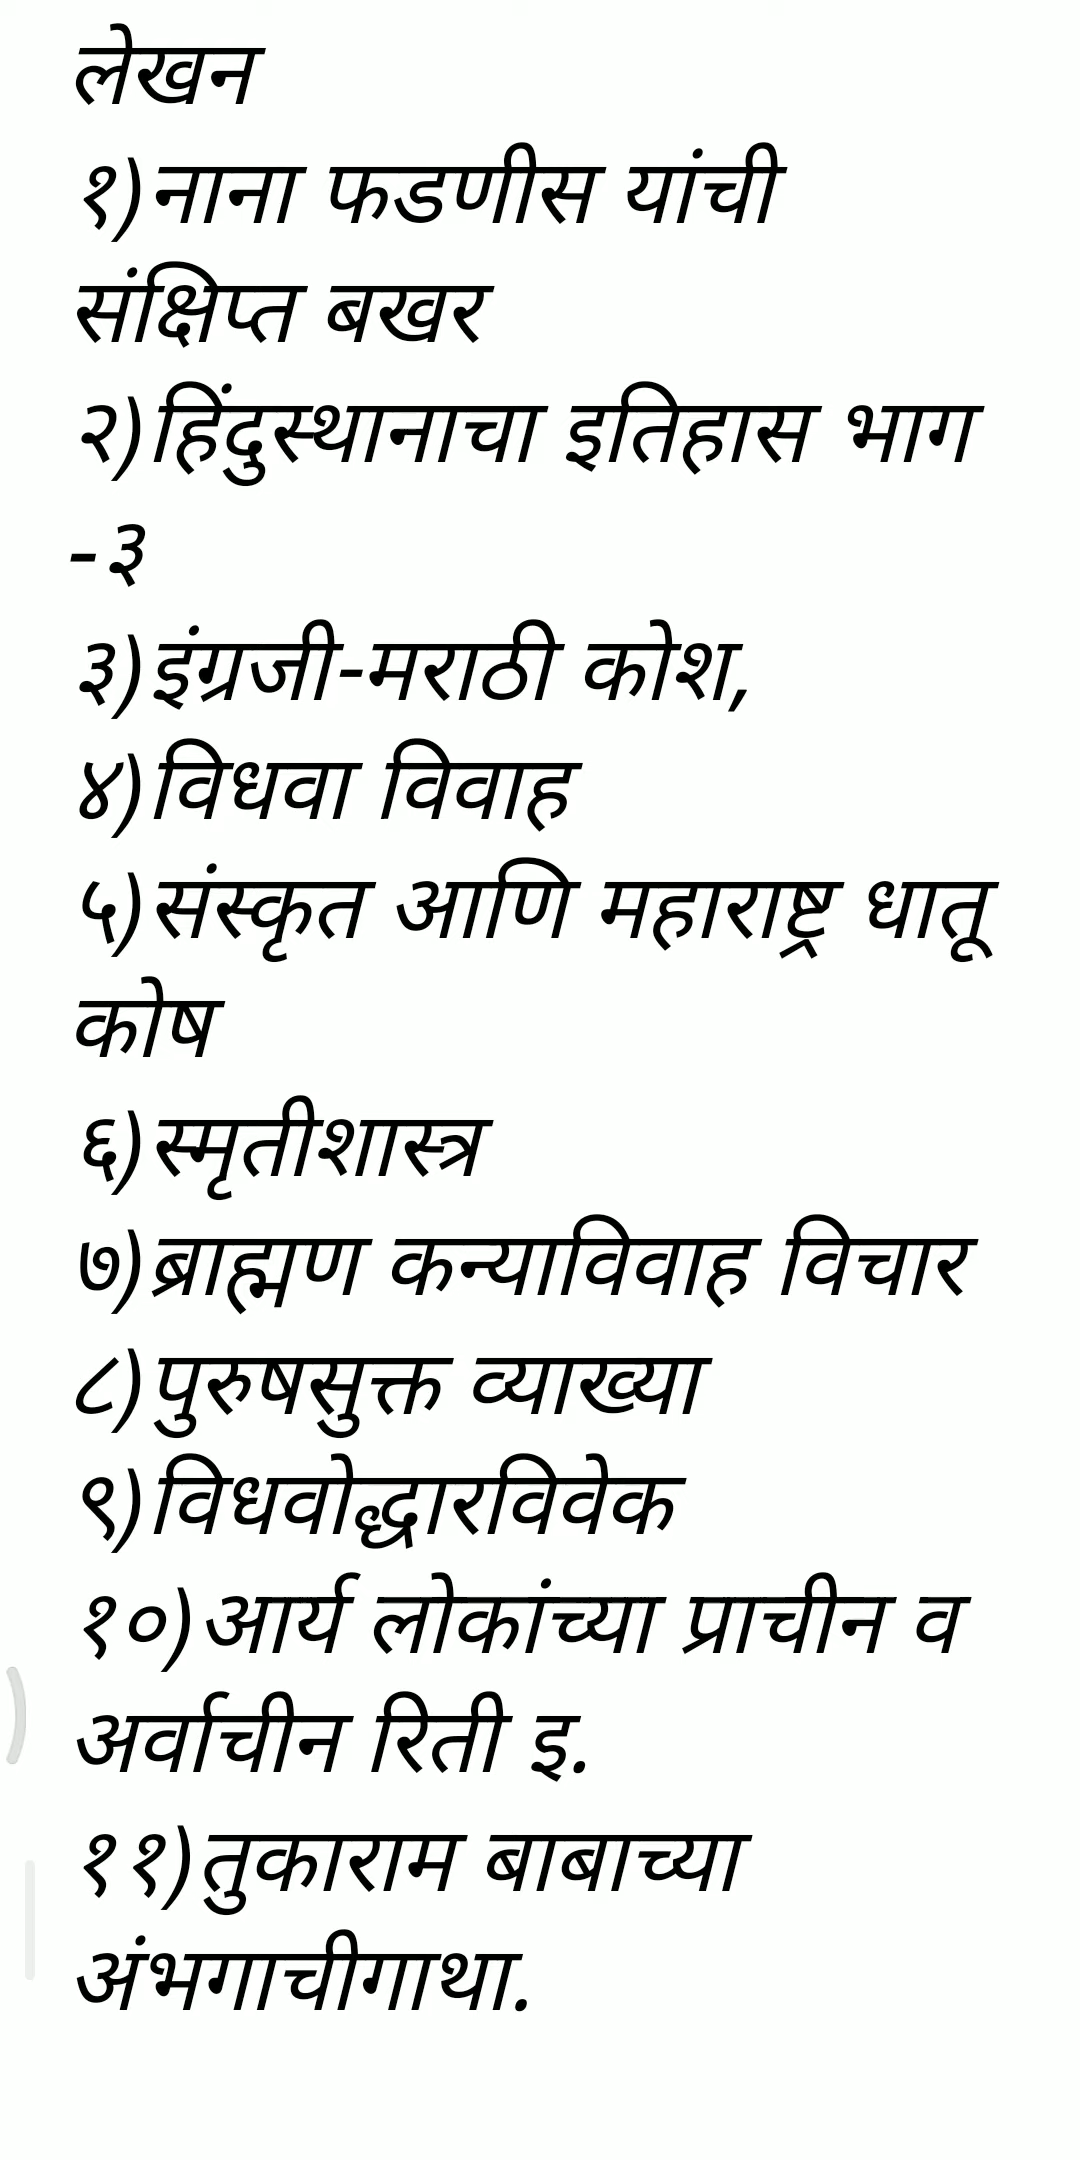 लेखन
१)नाना फडणीस यांची
संक्षिप्त बखर
२)हिंदुस्थानाचा इतिहास भाग
-३
३)इंग्रजी-मराठी कोश,
४)विधवा विवाह
५)संस्कृत आणि महाराष्ट्र धातू
कोष
६)स्मृतीशास्त्र
७)ब्राह्मण कन्याविवाह विचार
८)पुरुषसुक्त व्याख्या
९)विधवोद्धारविवेक
१०)आर्य लोकांच्या प्राचीन व
अर्वाचीन रिती इ.
११)तुकाराम बाबाच्या
अंभगाचीगाथा.